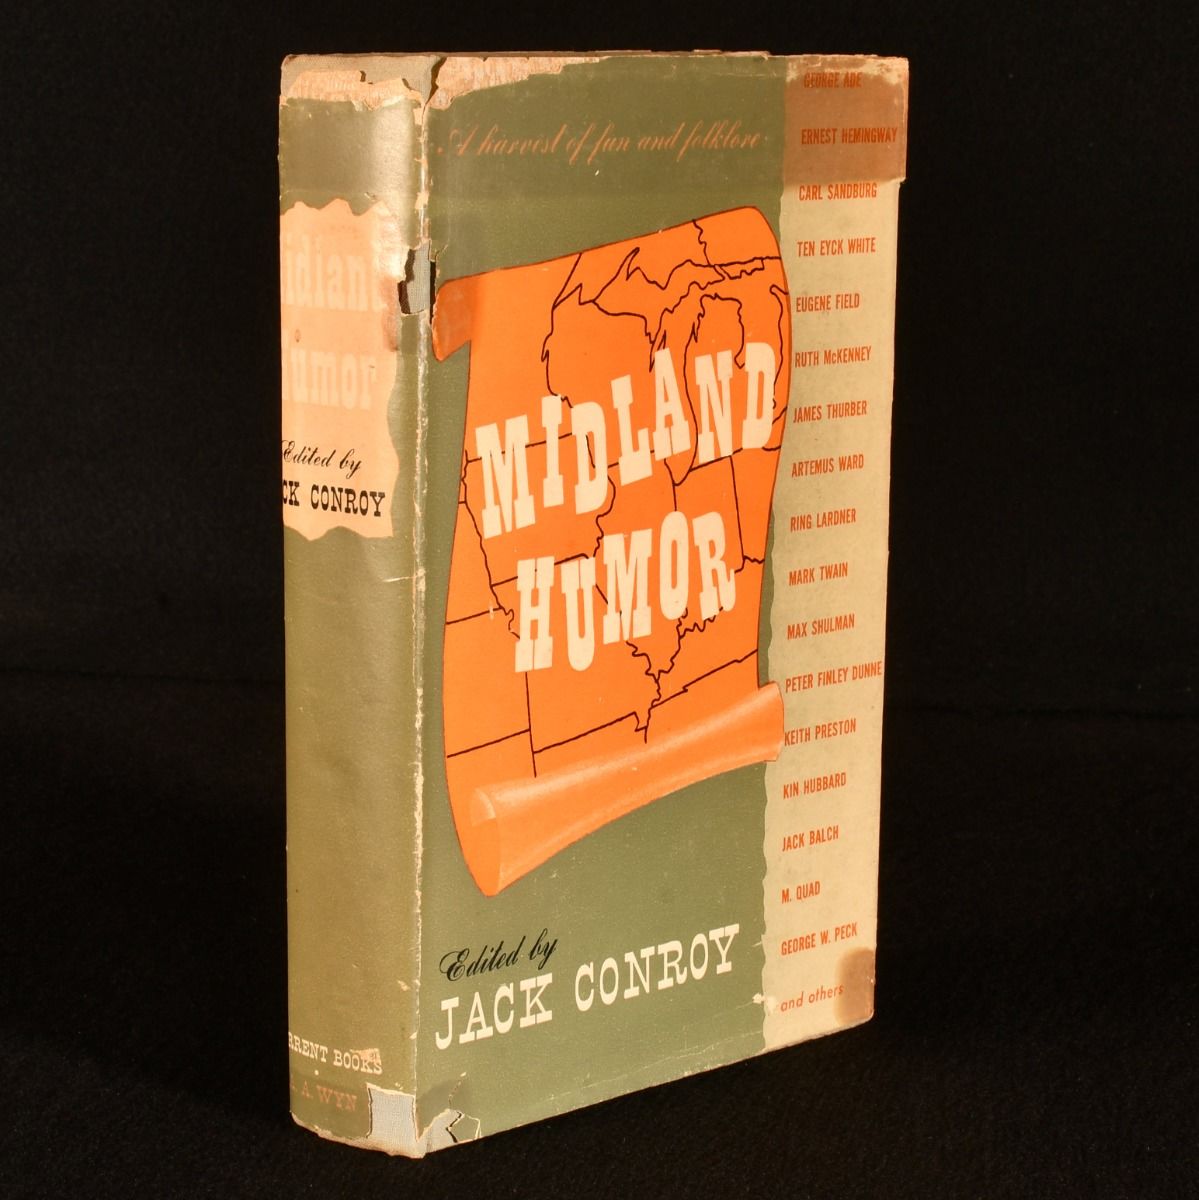 idland
umor
Edited by
CK CONROY
RRENT BOOKS
A. WYN
A harvest of fun and folklore
MIDLAND
HUMOR
Edited by
JACK CONROY
GEORGE ADE
ERNEST HEMINGWAY
CARL SANDBURG
TEN EYCK WHITE
EUGENE FIELD
RUTH McKENNEY
JAMES THURBER
ARTEMUS WARD
RING LARDNER
MARK TWAIN
MAX SHULMAN
PETER FINLEY DUNNE
KEITH PRESTON
KIN HUBBARD
JACK BALCH
M. QUAD
GEORGE W. PECK
and others